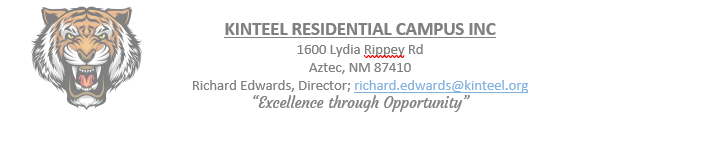 KINTEEL RESIDENTIAL CAMPUS INC
1600 Lydia Rippey Rd
Aztec, NM 87410
Richard Edwards, Director; richard.edwards@kinteel.org
“Excellence through Opportunity”